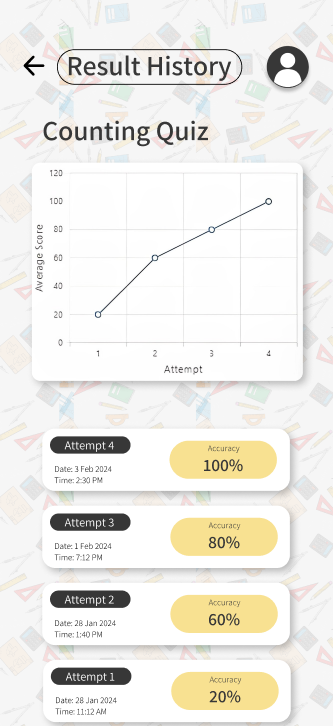 Result History
Counting Quiz
120
100
80
60
40
20
0
Average Score
1 2 3 4
Attempt
Attempt 4
Date: 3 Feb 2024
Time: 2:30 PM
Accuracy
100%
Attempt 3
Date: 1 Feb 2024
Time: 7:12 PM
Accuracy
80%
Attempt 2
Date: 28 Jan 2024
Time: 1:40 PM
Accuracy
60%
Attempt 1
Date: 28 Jan 2024
Time: 11:12 AM
Accuracy
20%